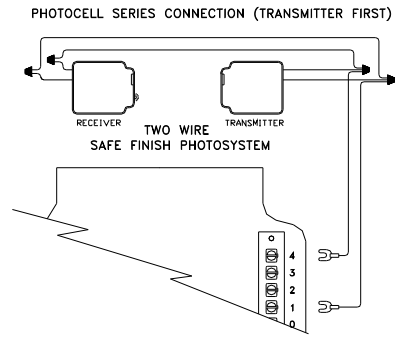 PHOTOCELL SERIES CONNECTION (TRANSMITTER FIRST)
RECEIVER
TRANSMITTER
TWO WIRE
SAFE FINISH PHOTOSYSTEM
4
3
2
1
0